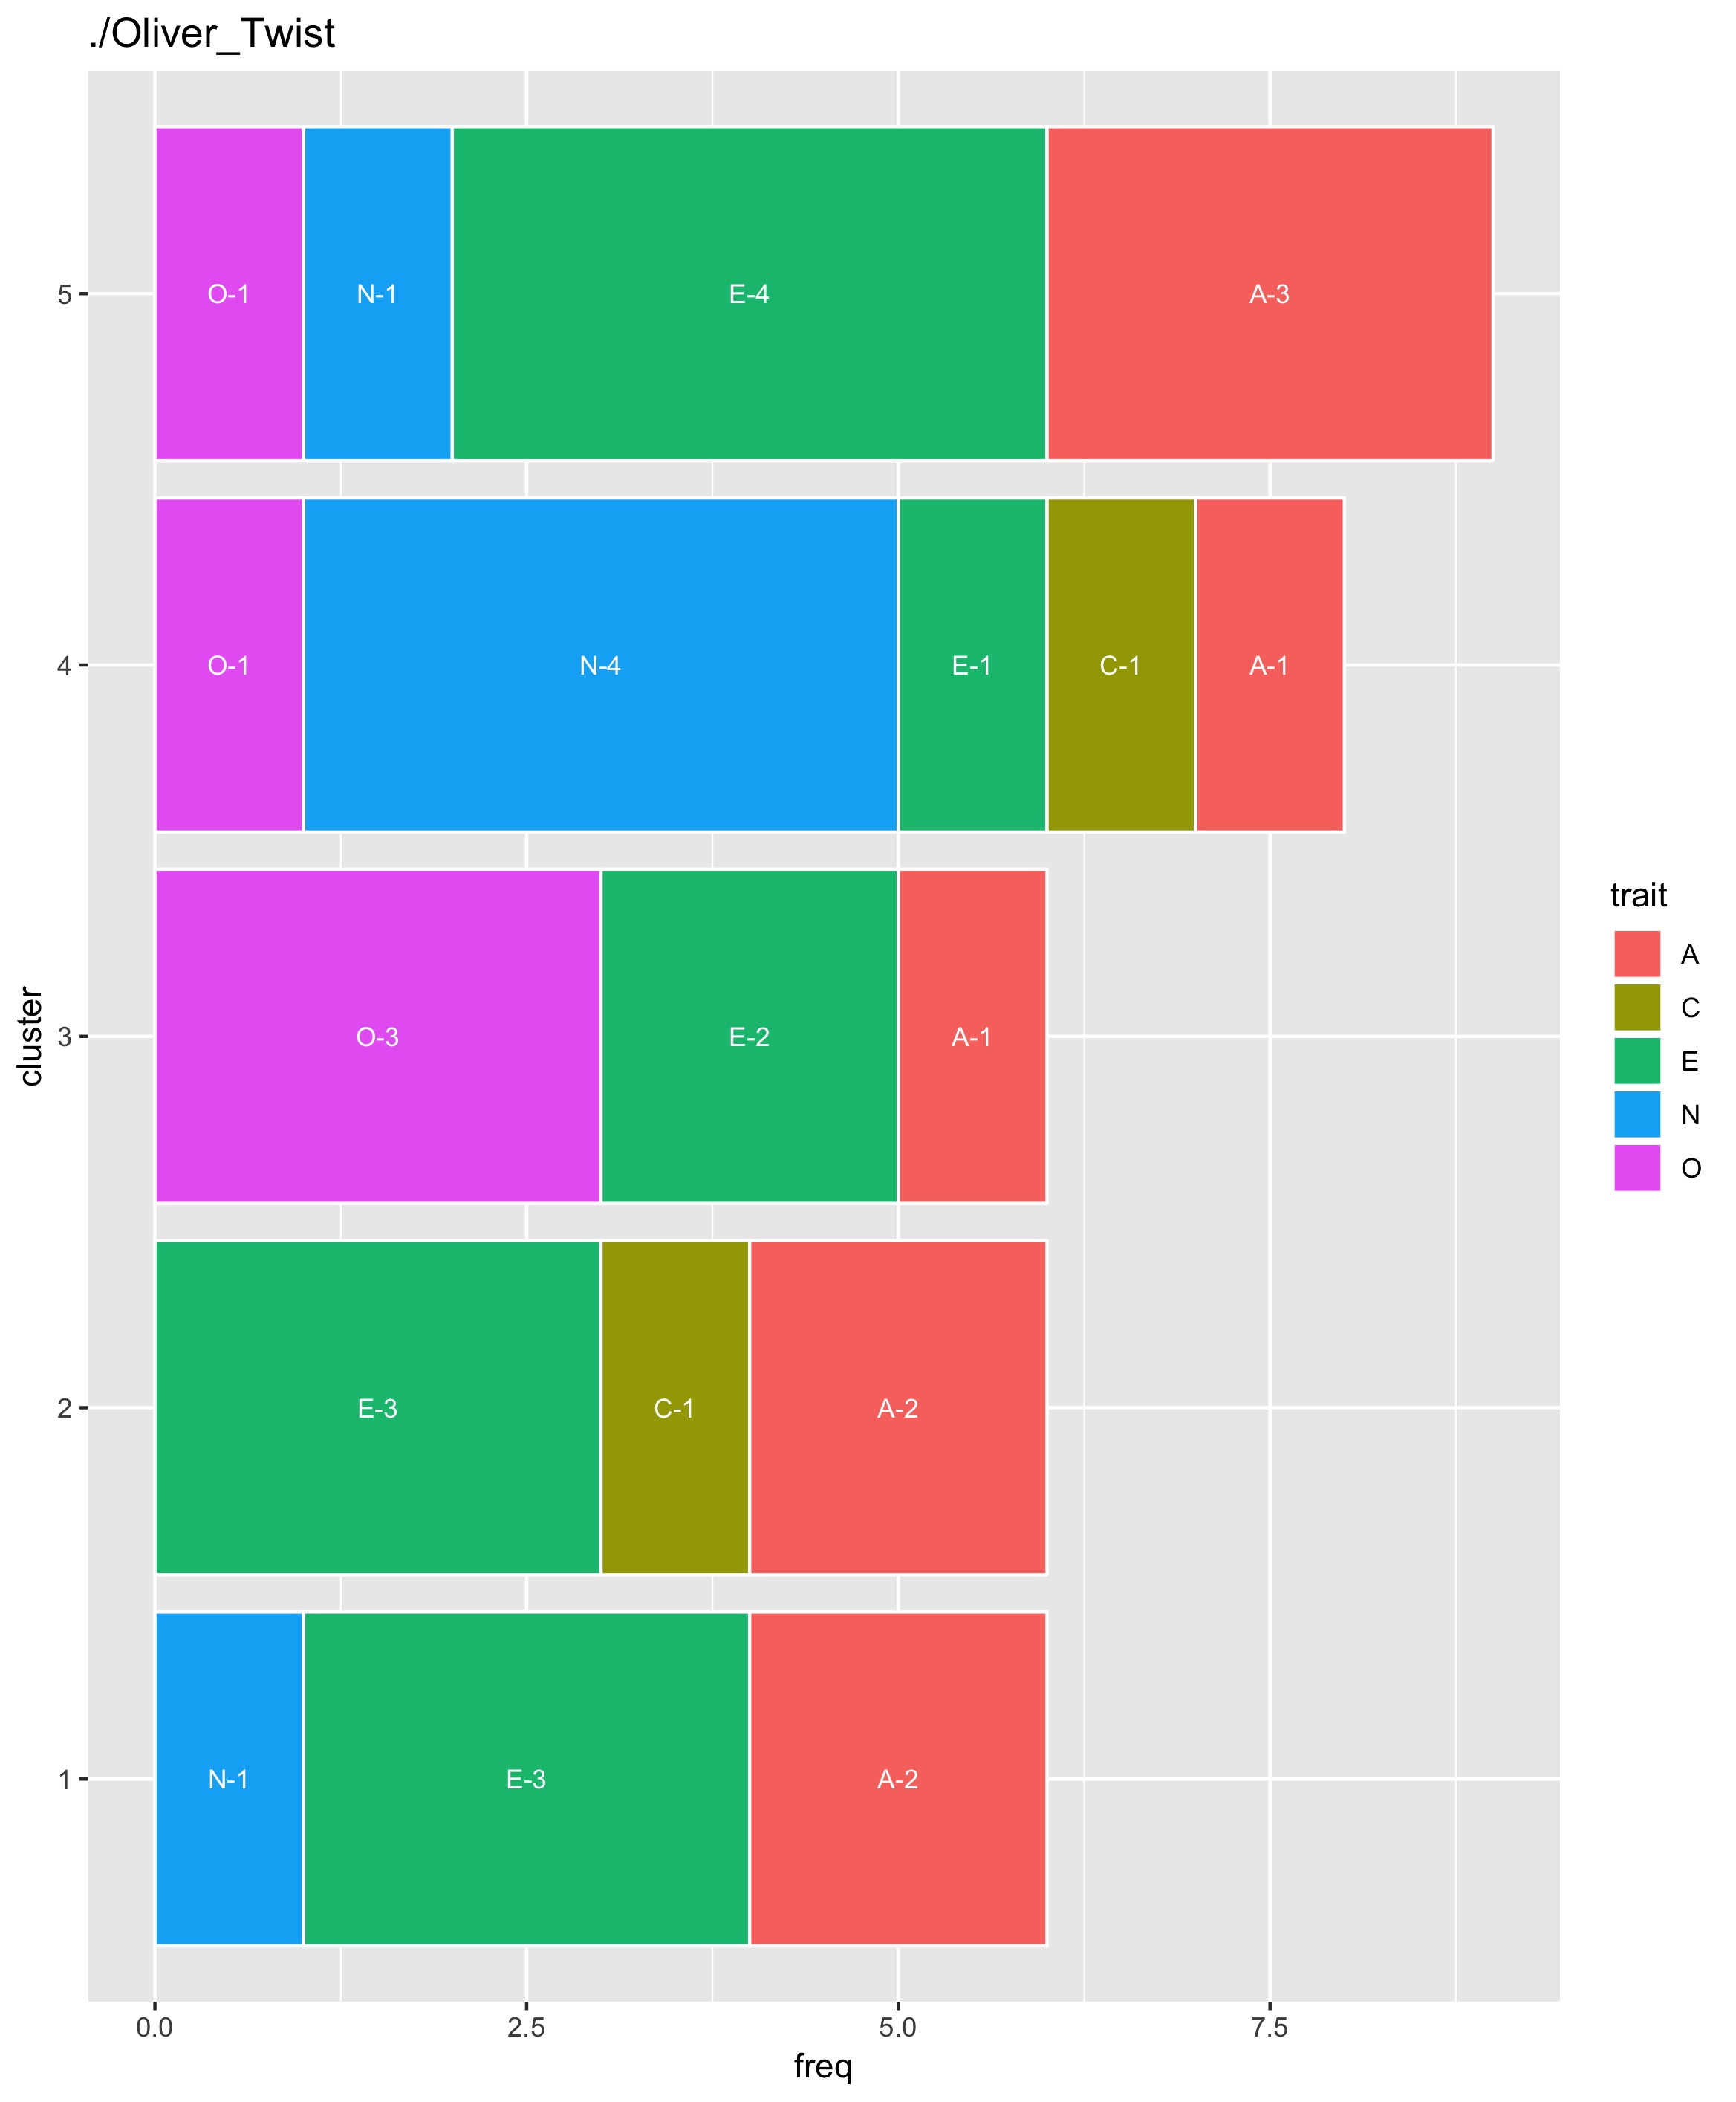 ./Oliver_Twist
5
O-1 N-1 E-4 A-3
4
O-1 N-4 E-1 C-1 A-1
3
O-3 E-2 A-1
2
E-3 C-1 A-2
1
N-1 E-3 A-2
cluster
0.0 2.5 5.0 7.5
freq
trait
A
C
E
N
O